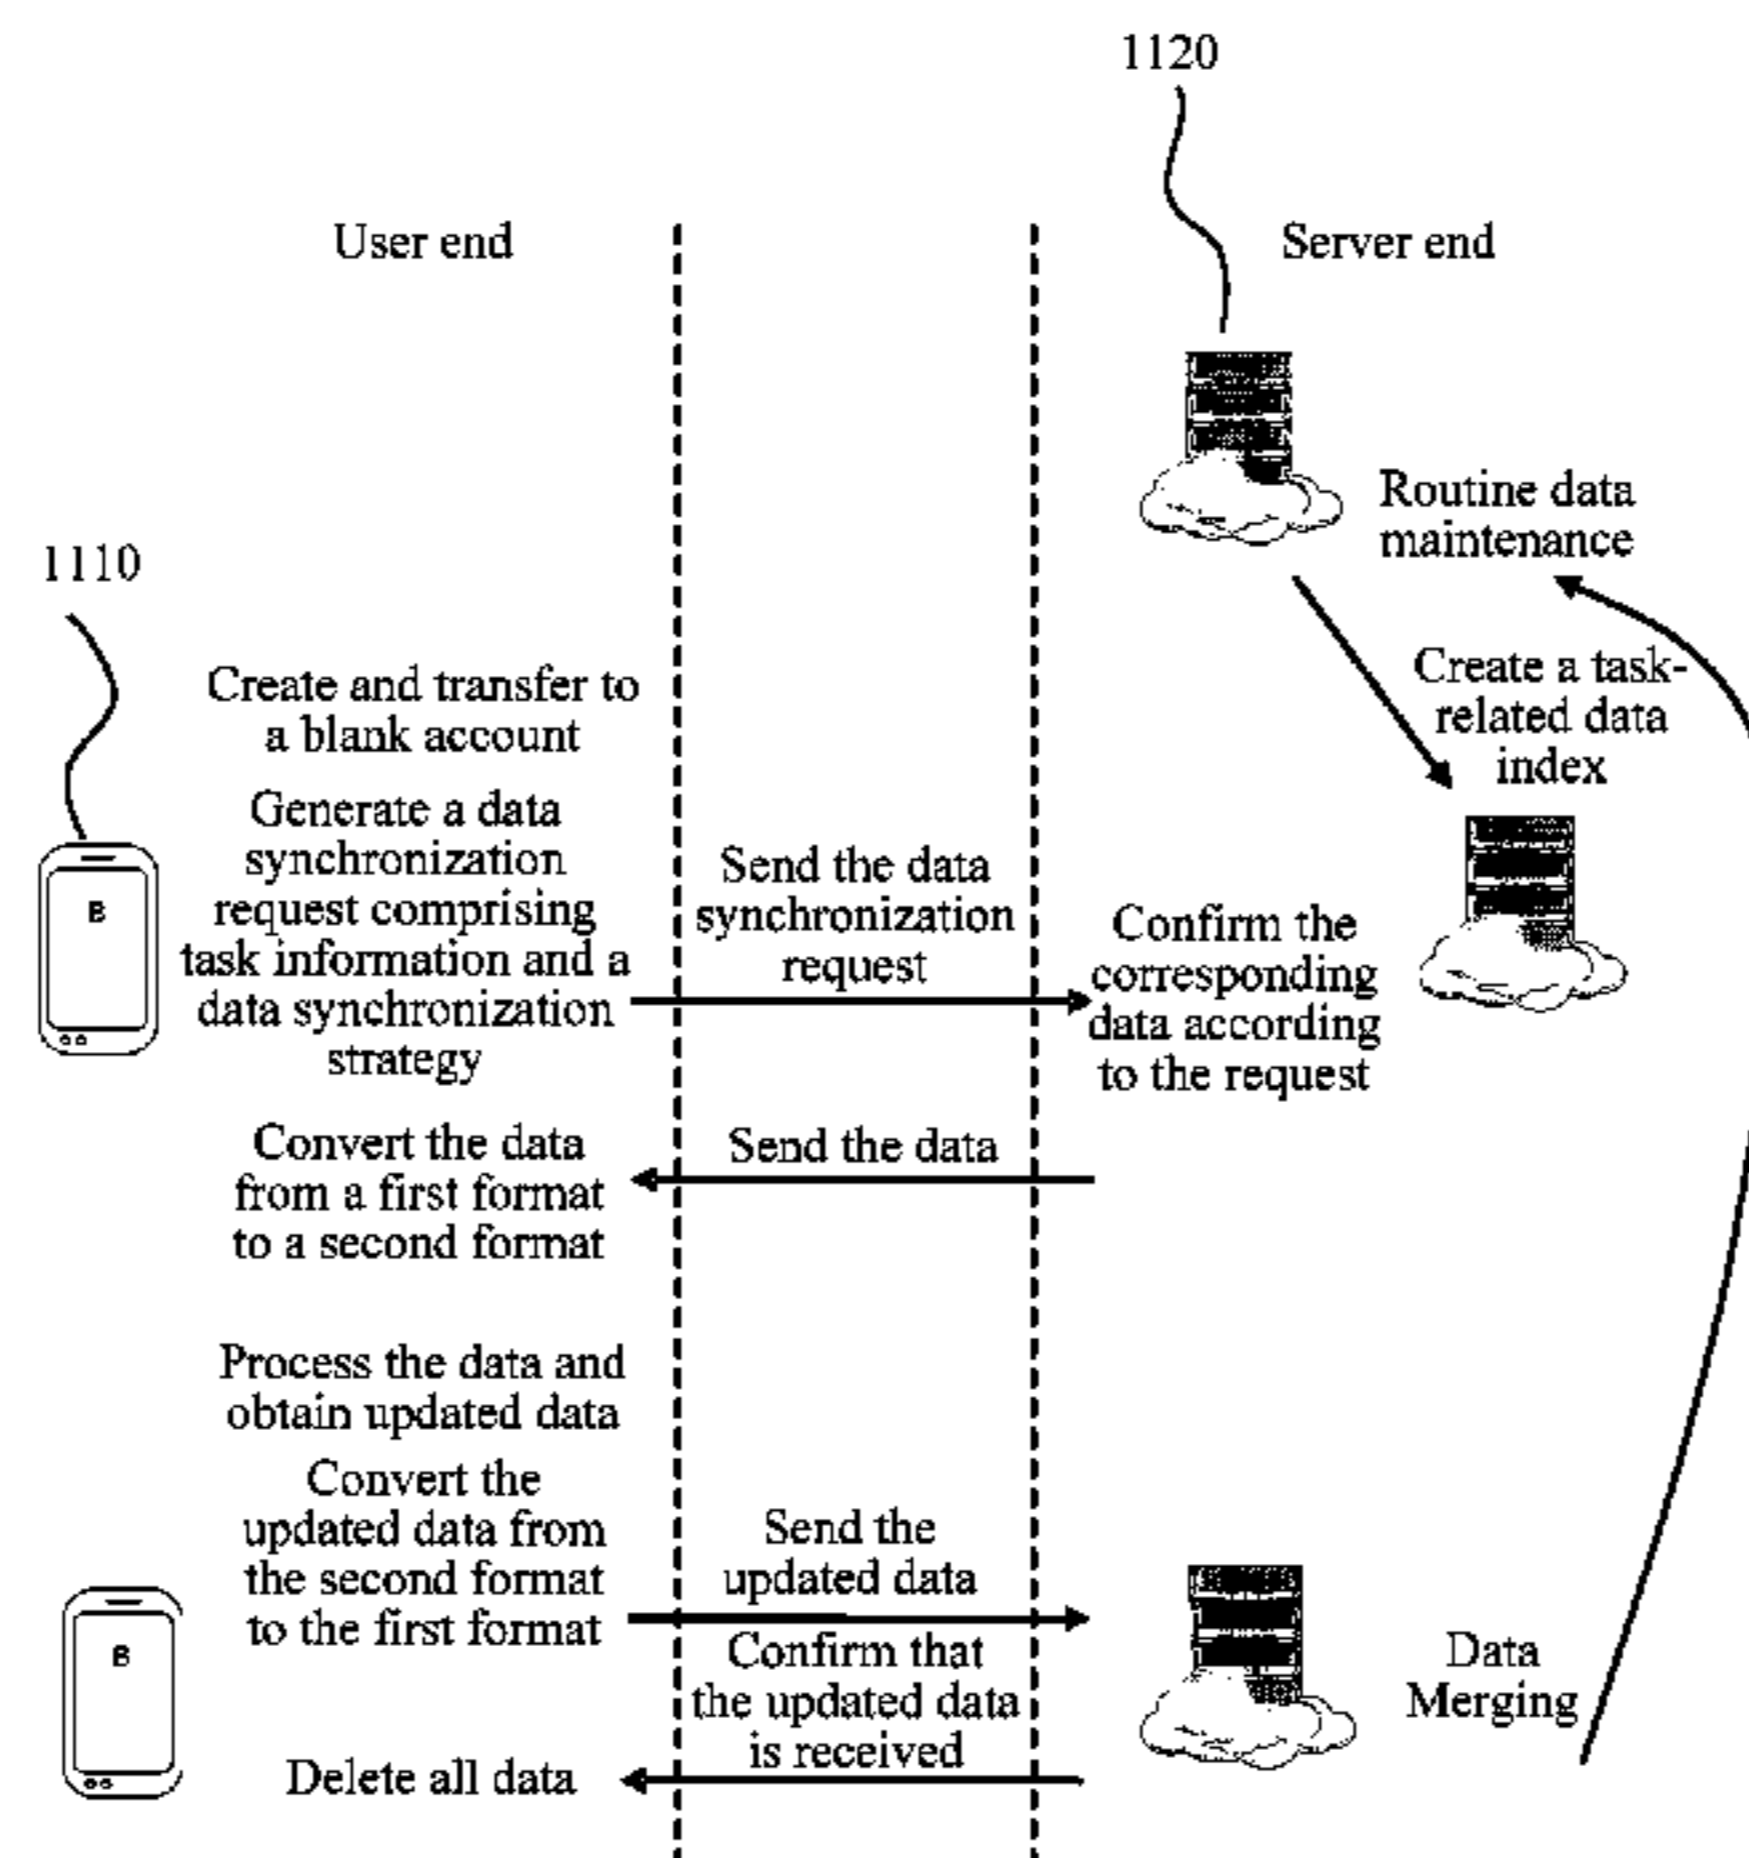 1120
User end
Server end
Routine data
maintenance
1110
Create a task-
related data
index
Create and transfer to
a blank account
Generate a data
synchronization
request comprising
task information and a
data synchronization
strategy
B
Send the data
synchronization
request
Confirm the
corresponding
data according
to the request
Convert the data
from a first format
to a second format
Send the data
Process the data and
obtain updated data
Convert the
updated data from
the second format
to the first format
B
Send the
updated data
Confirm that
the updated data
is received
Data
Merging
Delete all data